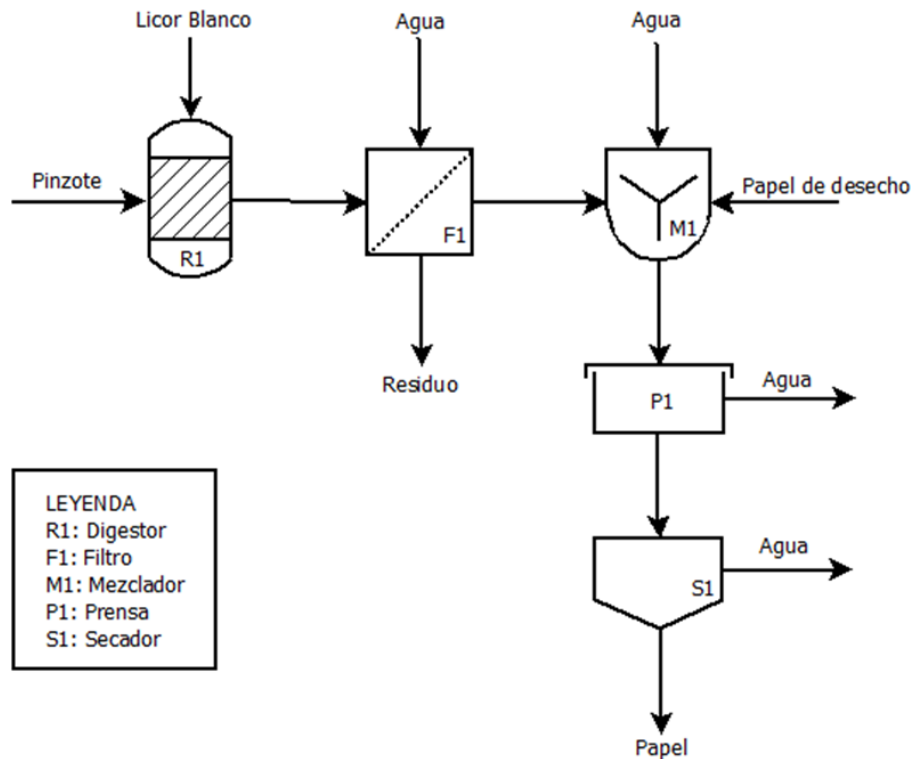 Licor Blanco
Agua
Agua
Pinzote
Papel de desecho
R1
F1
M1
Residuo
P1
Agua
S1
Agua
Papel
LEYENDA
R1: Digestor
F1: Filtro
M1: Mezclador
P1: Prensa
S1: Secador